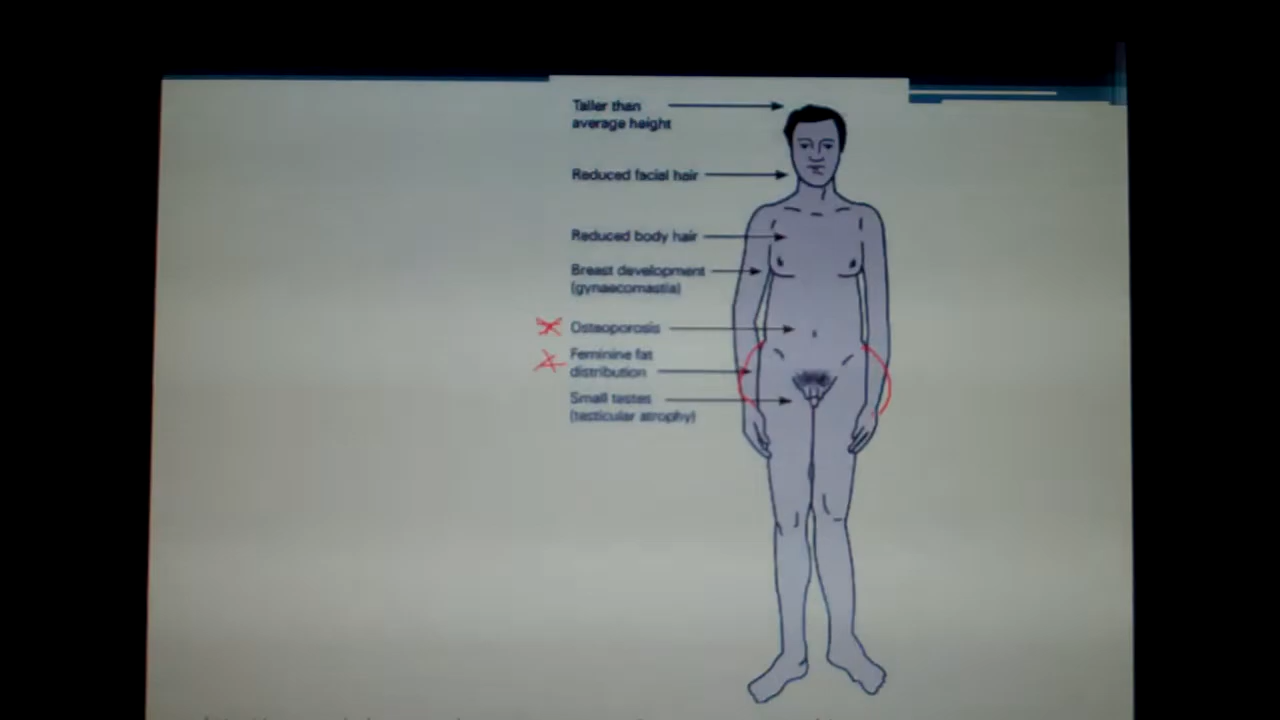 Taller than
average height
Reduced facial hair
Reduced body hair
Breast development
(gynaecomastia)
Osteoporosis
Feminine fat
distribution
Small testes
(testicular atrophy)